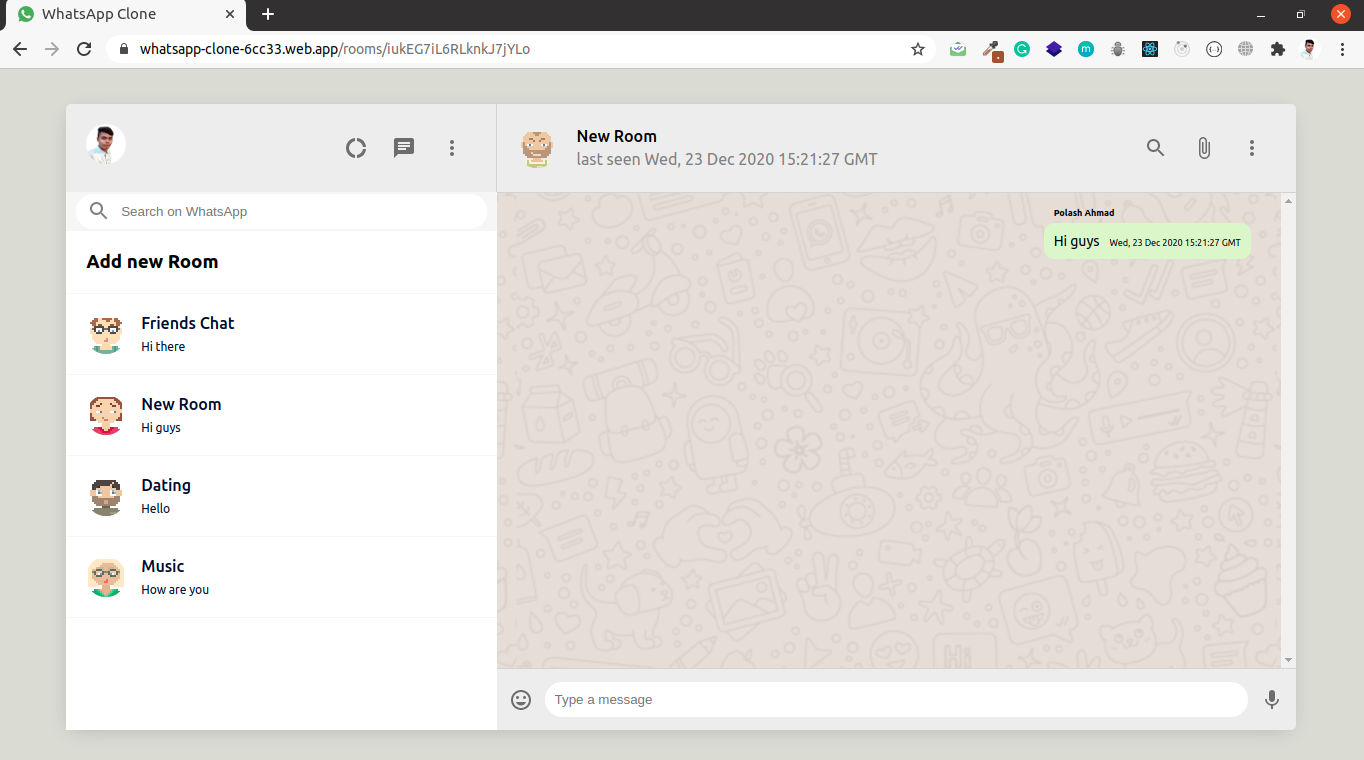 WhatsApp Clone
whatsapp-clone-6cc33.web.app/rooms/iukEG7iL6RLknkJ7jYLo
Search on WhatsApp
Add new Room
Friends Chat
Hi there
New Room
Hi guys
Dating
Hello
Music
How are you
New Room
last seen Wed, 23 Dec 2020 15:21:27 GMT
Polash Ahmad
Hi guys Wed, 23 Dec 2020 15:21:27 GMT
Hi
Type a message